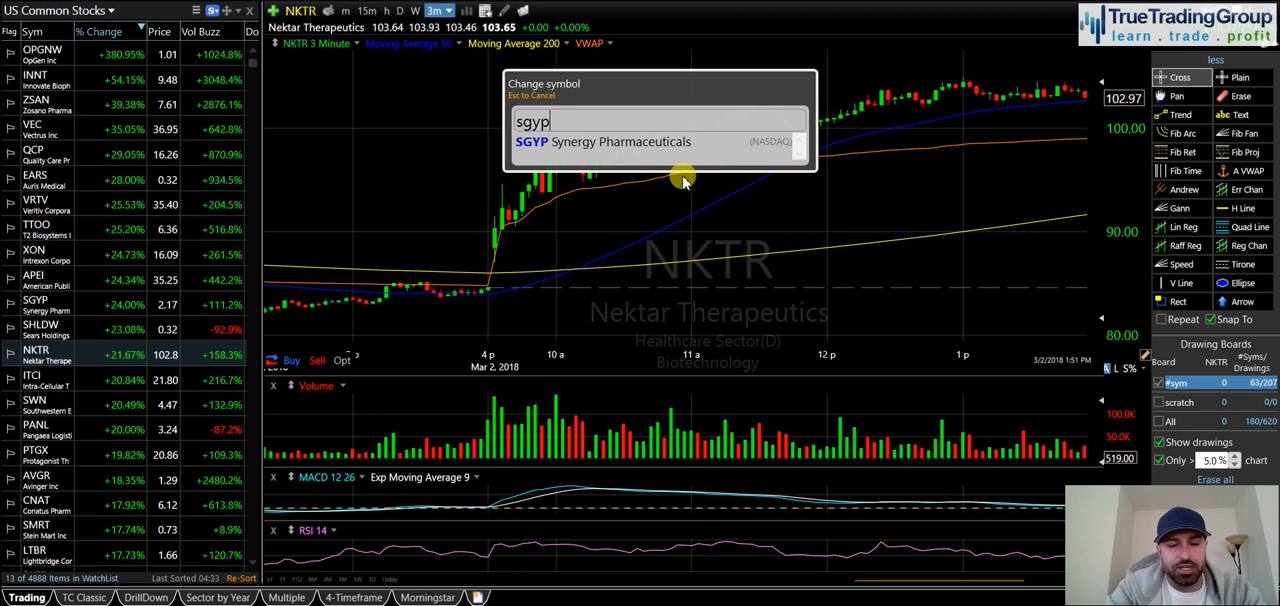 US Common Stocks
Flag Sym % Change Price Vol Buzz Do
OPGNW +380.95% 1.01 +1024.8%
OpGen Inc
INNT +54.15% 9.48 +3048.4%
Innovate Bioph
ZSAN +39.38% 7.61 +2876.1%
Zosano Pharma
VEC +35.05% 36.95 +642.8%
Vectrus Inc
QCP +29.05% 16.26 +870.9%
Quality Care Pr
EARS +28.00% 0.32 +934.5%
Auris Medical
VRTV +25.53% 35.40 +204.5%
Veritiv Corpora
TTOO +25.20% 6.36 +516.8%
T2 Biosystems I
XON +24.73% 16.09 +261.5%
Intrexon Corpo
APEI +24.34% 35.25 +442.2%
American Publi
SGYP +24.00% 2.17 +111.2%
Synergy Pharm
SHLDW +23.08% 0.32 -92.9%
Sears Holdings
NKTR +21.67% 102.8 +158.3%
Nektar Therape
ITCI +20.84% 21.80 +216.7%
Intra-Cellular T
SWN +20.49% 4.47 +132.9%
Southwestern E
PANL +20.00% 3.24 -87.2%
Pangaea Logisti
PTGX +19.82% 20.86 +109.3%
Protagonist Th
AVGR +18.35% 1.29 +2480.2%
Avinger Inc
CNAT +17.92% 6.12 +613.8%
Conatus Pharm
SMRT +17.74% 0.73 +8.9%
Stein Mart Inc
LTBR +17.73% 1.66 +120.7%
Lightbridge Cor
13 of 4888 Items in WatchList Last Sorted 04:33 Re-Sort
Trading TC Classic DrillDown Sector by Year Multiple 4-Timeframe Morningstar
NKTR m 15m h D W 3m
Nektar Therapeutics 103.64 103.93 103.46 103.65 +0.00 +0.00%
NKTR 3 Minute Moving Average 50 Moving Average 200 VWAP
Change symbol
Esc to Cancel
sgyp
SGYP Synergy Pharmaceuticals (NASDAQ)
102.97
100.00
90.00
80.00
NKTR
Nektar Therapeutics
Healthcare Sector(D)
Biotechnology
Buy Sell Opt
4 p 10 a 11 a 12 p 1 p
Mar 2, 2018
3/2/2018 1:51 PM
A L S%
X Volume
100.0K
50.0K
519.00
X MACD 12 26 Exp Moving Average 9
X RSI 14
TrueTradingGroup
learn . trade . profit
less
Cross Plain
Pan Erase
Trend abc Text
Fib Arc Fib Fan
Fib Ret Fib Proj
Fib Time A VWAP
Andrew Err Chan
Gann H Line
Lin Reg Quad Line
Raff Reg Reg Chan
Speed Tirone
V Line Ellipse
Rect Arrow
Repeat Snap To
Drawing Boards
Board NKTR #Syms/
Drawings
#sym 0 63/207
scratch 0 0/0
All 0 180/620
Show drawings
Only > 5.0% chart
Erase all